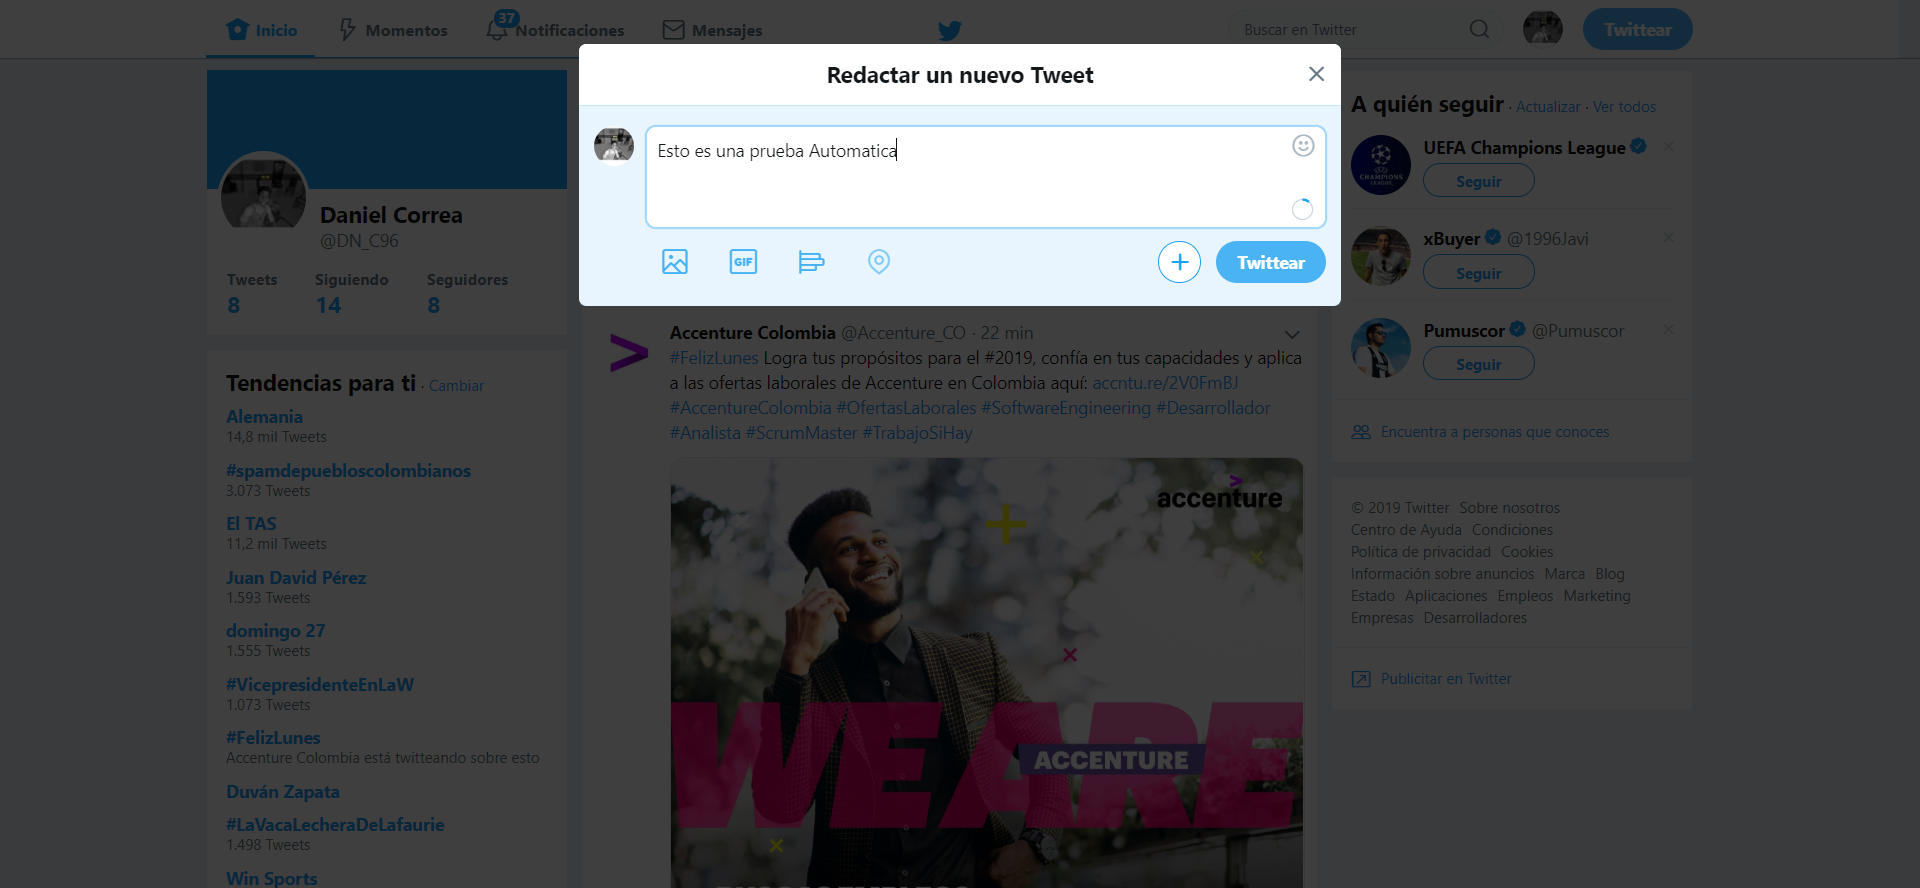 Inicio
Momentos
37
Notificaciones
Mensajes
Buscar en Twitter
Twittear
Redactar un nuevo Tweet
Esto es una prueba Automatica
GIF
Twittear
Daniel Correa
@DN_C96
Tweets Siguiendo Seguidores
8 14 8
Tendencias para ti · Cambiar
Alemania
14,8 mil Tweets
#spamdepuebloscolombianos
3.073 Tweets
El TAS
11,2 mil Tweets
Juan David Pérez
1.593 Tweets
domingo 27
1.555 Tweets
#VicepresidenteEnLaW
1.073 Tweets
#FelizLunes
Accenture Colombia está twitteando sobre esto
Duván Zapata
#LaVacaLecheraDeLafaurie
1.498 Tweets
Win Sports
Accenture Colombia @Accenture_CO · 22 min
#FelizLunes Logra tus propósitos para el #2019, confía en tus capacidades y aplica
a las ofertas laborales de Accenture en Colombia aquí: accntu.re/2V0FmBJ
#AccentureColombia #OfertasLaborales #SoftwareEngineering #Desarrollador
#Analista #ScrumMaster #TrabajoSiHay
accenture
WE ARE
ACCENTURE
A quién seguir · Actualizar · Ver todos
CHAMPIONS
LEAGUE
UEFA Champions League
Seguir
xBuyer @1996Javi
Seguir
Pumuscor @Pumuscor
Seguir
Encuentra a personas que conoces
© 2019 Twitter Sobre nosotros
Centro de Ayuda Condiciones
Política de privacidad Cookies
Información sobre anuncios Marca Blog
Estado Aplicaciones Empleos Marketing
Empresas Desarrolladores
Publicitar en Twitter